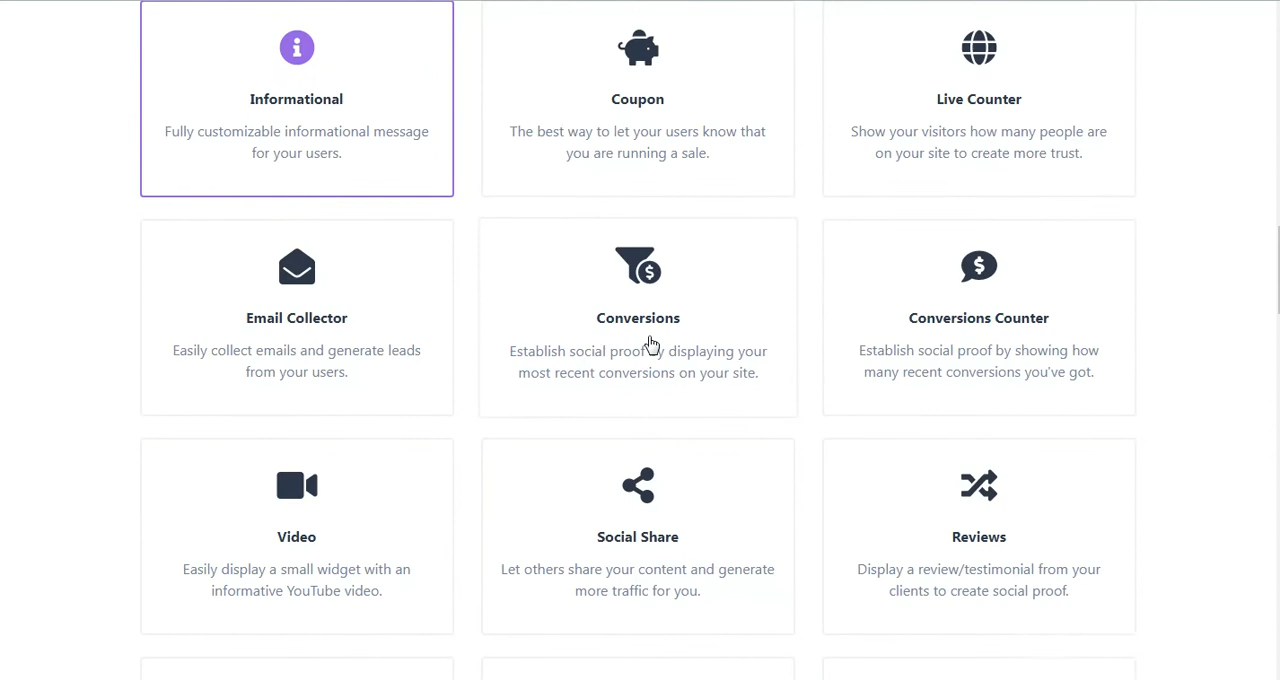 Informational
Fully customizable informational message
for your users.
Coupon
The best way to let your users know that
you are running a sale.
Live Counter
Show your visitors how many people are
on your site to create more trust.
Email Collector
Easily collect emails and generate leads
from your users.
Conversions
Establish social proof by displaying your
most recent conversions on your site.
Conversions Counter
Establish social proof by showing how
many recent conversions you've got.
Video
Easily display a small widget with an
informative YouTube video.
Social Share
Let others share your content and generate
more traffic for you.
Reviews
Display a review/testimonial from your
clients to create social proof.